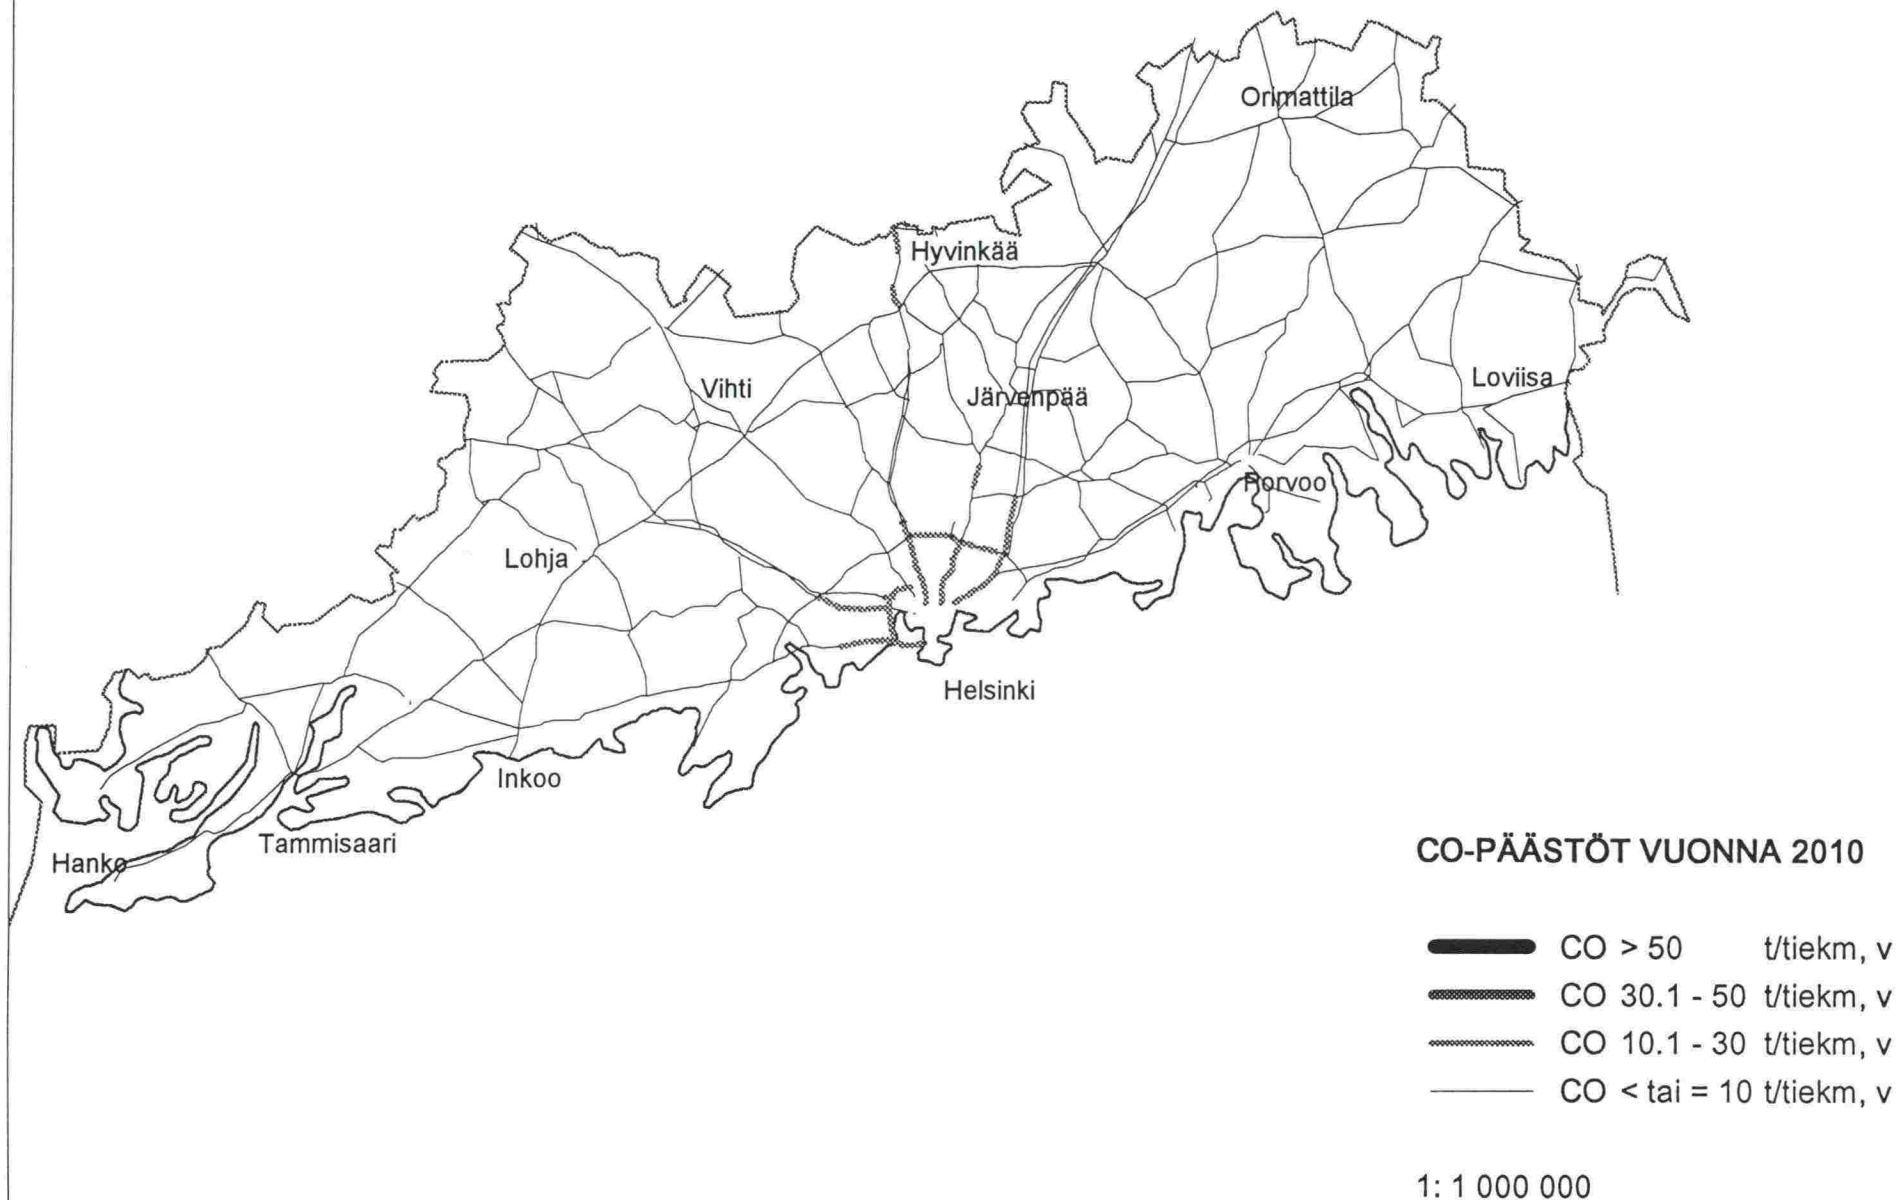 Orimattila
Hyvinkää
Vihti
Järvenpää
Loviisa
Porvoo
Lohja
Helsinki
Inkoo
Tammisaari
Hanko
CO-PÄÄSTÖT VUONNA 2010
CO > 50 t/tiekm, v
CO 30.1 - 50 t/tiekm, v
CO 10.1 - 30 t/tiekm, v
CO < tai = 10 t/tiekm, v
1: 1 000 000